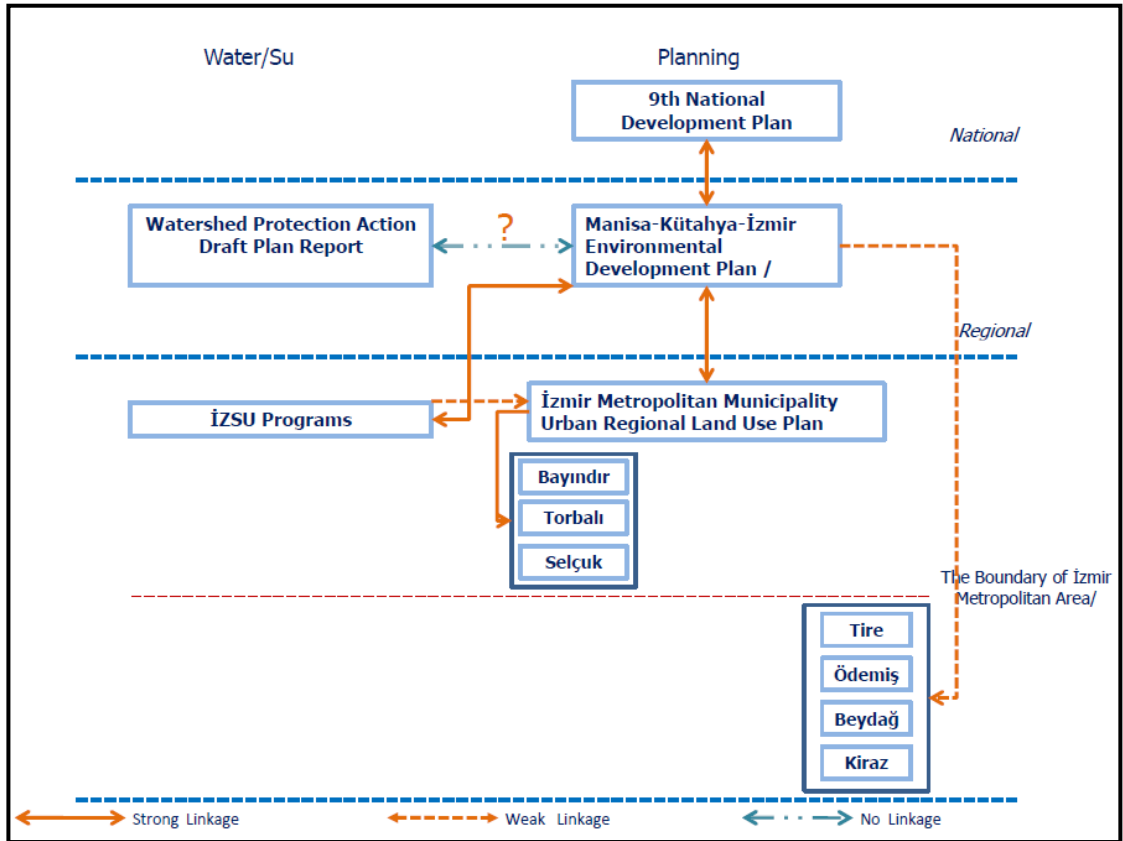 Water/Su
Planning
9th National
Development Plan
National
Watershed Protection Action
Draft Plan Report
?
Manisa-Kütahya-İzmir
Environmental
Development Plan /
Regional
İZSU Programs
İzmir Metropolitan Municipality
Urban Regional Land Use Plan
Bayındır
Torbalı
Selçuk
The Boundary of İzmir
Metropolitan Area/
Tire
Ödemiş
Beydağ
Kiraz
Strong Linkage
Weak Linkage
No Linkage